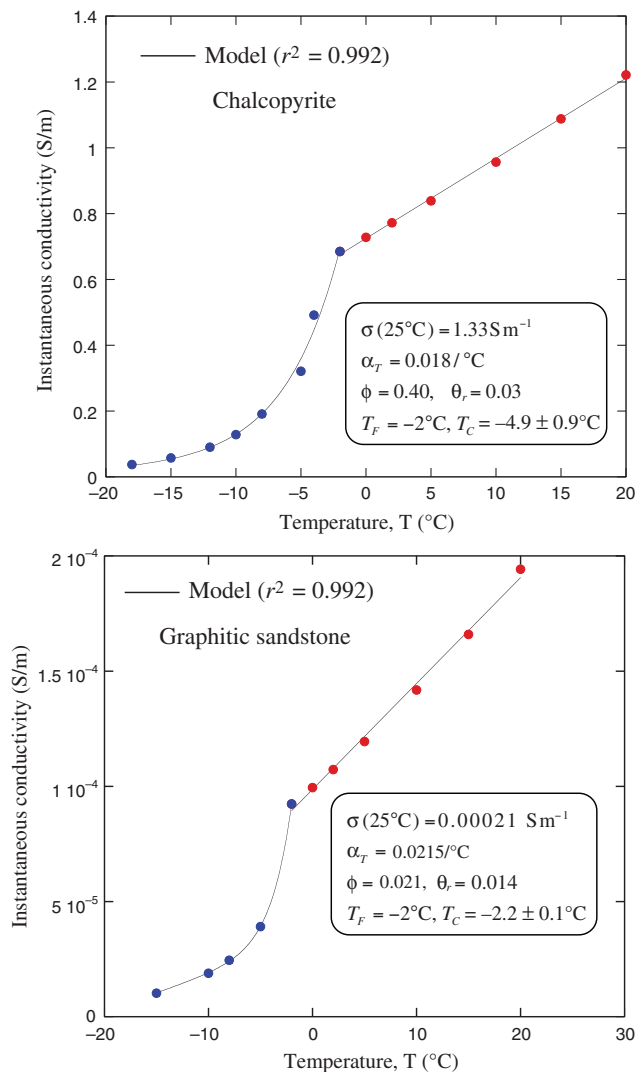 1.4
1.2
1
0.8
0.6
0.4
0.2
0
Instantaneous conductivity (S/m)
Model (r² = 0.992)
Chalcopyrite
σ(25°C) = 1.33 S m⁻¹
α_T = 0.018/ °C
ϕ = 0.40, θ_r = 0.03
T_F = −2°C, T_C = −4.9 ± 0.9°C
−20 −15 −10 −5 0 5 10 15 20
Temperature, T (°C)
2 10⁻⁴
1.5 10⁻⁴
1 10⁻⁴
5 10⁻⁵
0
Instantaneous conductivity (S/m)
Model (r² = 0.992)
Graphitic sandstone
σ(25°C) = 0.00021 S m⁻¹
α_T = 0.0215/°C
ϕ = 0.021, θ_r = 0.014
T_F = −2°C, T_C = −2.2 ± 0.1°C
−20 −10 0 10 20 30
Temperature, T (°C)